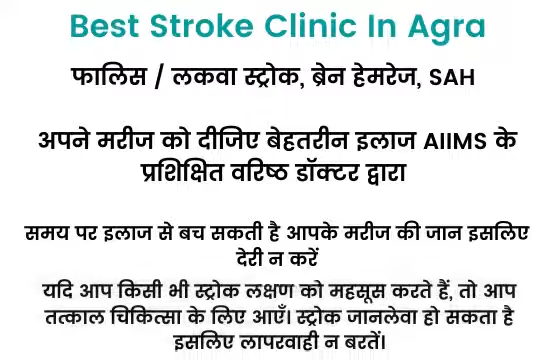 Best Stroke Clinic In Agra
फालिस / लकवा स्ट्रोक, ब्रेन हेमरेज, SAH
अपने मरीज को दीजिए बेहतरीन इलाज AIIMS के
प्रशिक्षित वरिष्ठ डॉक्टर द्वारा
समय पर इलाज से बच सकती है आपके मरीज की जान इसलिए
देरी न करें
यदि आप किसी भी स्ट्रोक लक्षण को महसूस करते हैं, तो आप
तत्काल चिकित्सा के लिए आएँ। स्ट्रोक जानलेवा हो सकता है
इसलिए लापरवाही न बरतें।